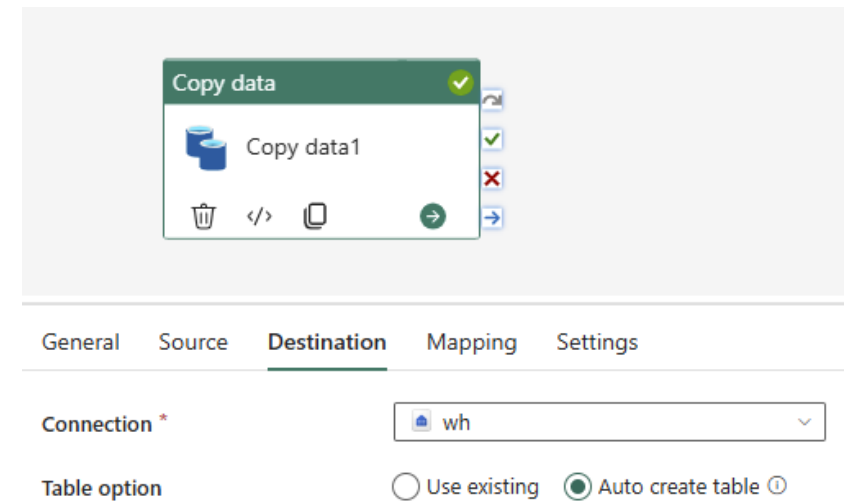 Copy data
Copy data1
</>
General Source Destination Mapping Settings
Connection * wh
Table option Use existing Auto create table